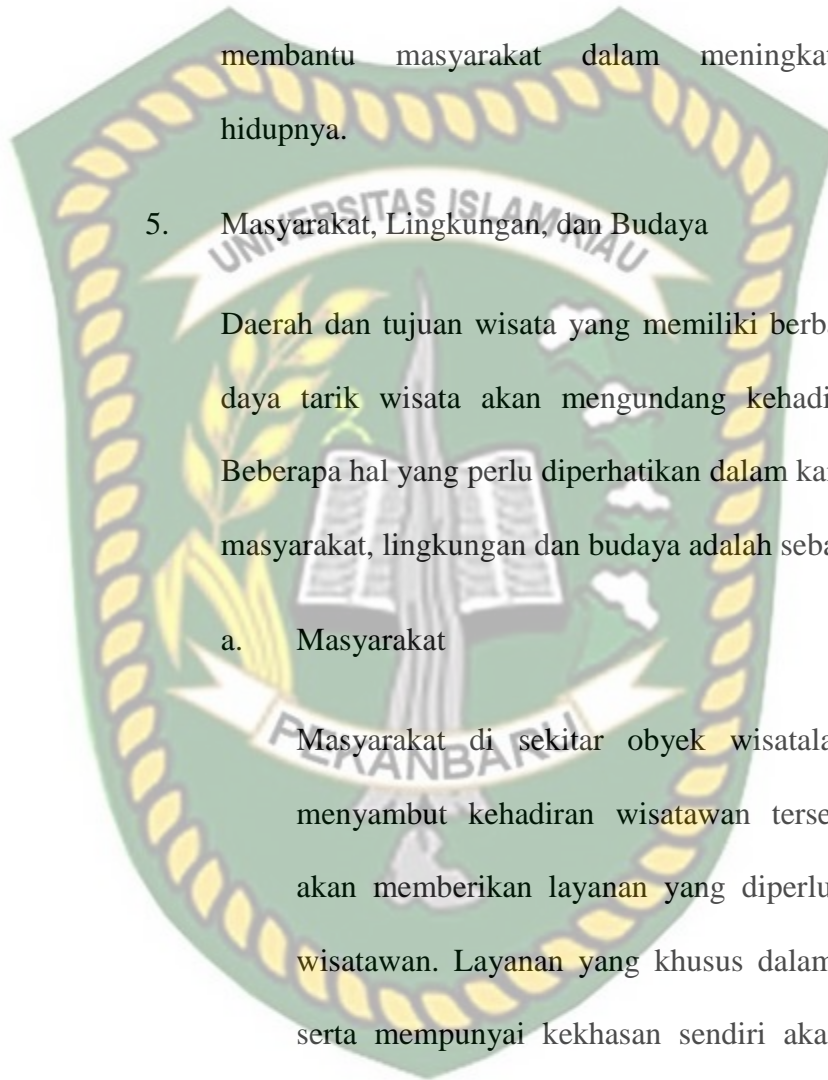 membantu masyarakat dalam meningkat
hidupnya.
UNIVERSITAS ISLAM RIAU
5. Masyarakat, Lingkungan, dan Budaya
Daerah dan tujuan wisata yang memiliki berba
daya tarik wisata akan mengundang kehadi
Beberapa hal yang perlu diperhatikan dalam kai
masyarakat, lingkungan dan budaya adalah seba
a. Masyarakat
PEKANBARU
Masyarakat di sekitar obyek wisatala
menyambut kehadiran wisatawan terse
akan memberikan layanan yang diperlu
wisatawan. Layanan yang khusus dalam
serta mempunyai kekhasan sendiri aka